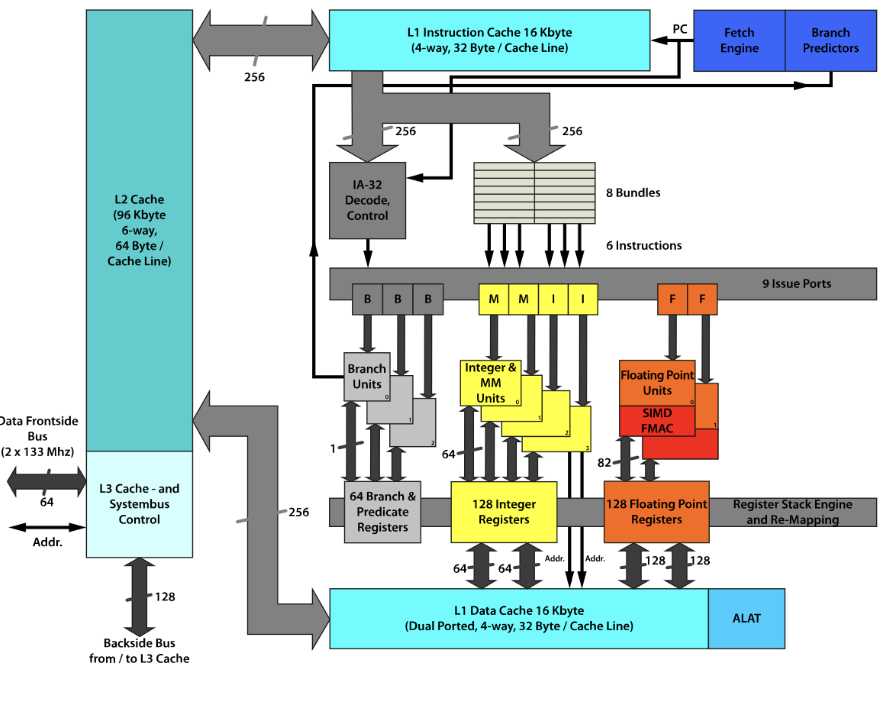 L1 Instruction Cache 16 Kbyte
(4-way, 32 Byte / Cache Line)
PC
Fetch
Engine
Branch
Predictors
256
256
256
L2 Cache
(96 Kbyte
6-way,
64 Byte /
Cache Line)
IA-32
Decode,
Control
8 Bundles
6 Instructions
9 Issue Ports
B
B
B
M
M
I
I
F
F
Branch
Units
0
1
2
Integer &
MM
Units
0
1
2
3
Floating Point
Units
0
SIMD
FMAC
1
Data Frontside
Bus
(2 x 133 Mhz)
64
Addr.
L3 Cache - and
Systembus
Control
128
Backside Bus
from / to L3 Cache
256
1
64
82
64 Branch &
Predicate
Registers
128 Integer
Registers
128 Floating Point
Registers
Register Stack Engine
and Re-Mapping
64
64
Addr.
Addr.
128
128
L1 Data Cache 16 Kbyte
(Dual Ported, 4-way, 32 Byte / Cache Line)
ALAT